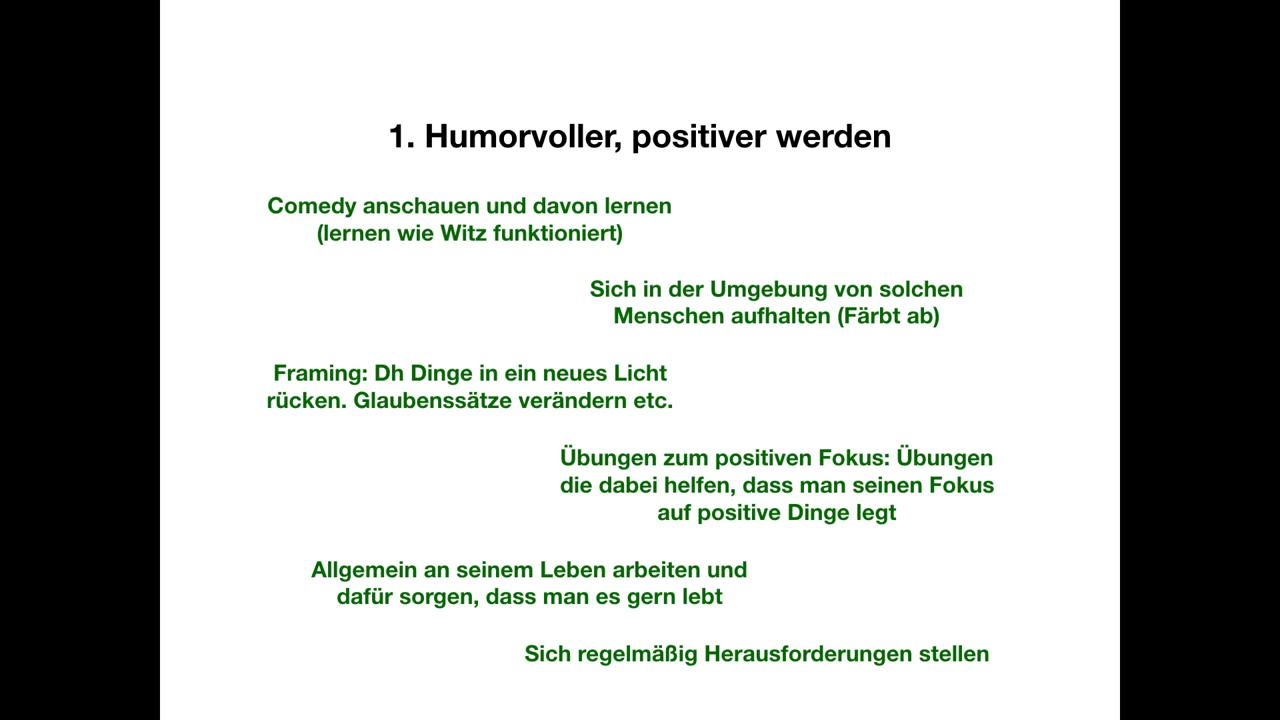 1. Humorvoller, positiver werden
Comedy anschauen und davon lernen
(lernen wie Witz funktioniert)
Sich in der Umgebung von solchen
Menschen aufhalten (Färbt ab)
Framing: Dh Dinge in ein neues Licht
rücken. Glaubenssätze verändern etc.
Übungen zum positiven Fokus: Übungen
die dabei helfen, dass man seinen Fokus
auf positive Dinge legt
Allgemein an seinem Leben arbeiten und
dafür sorgen, dass man es gern lebt
Sich regelmäßig Herausforderungen stellen